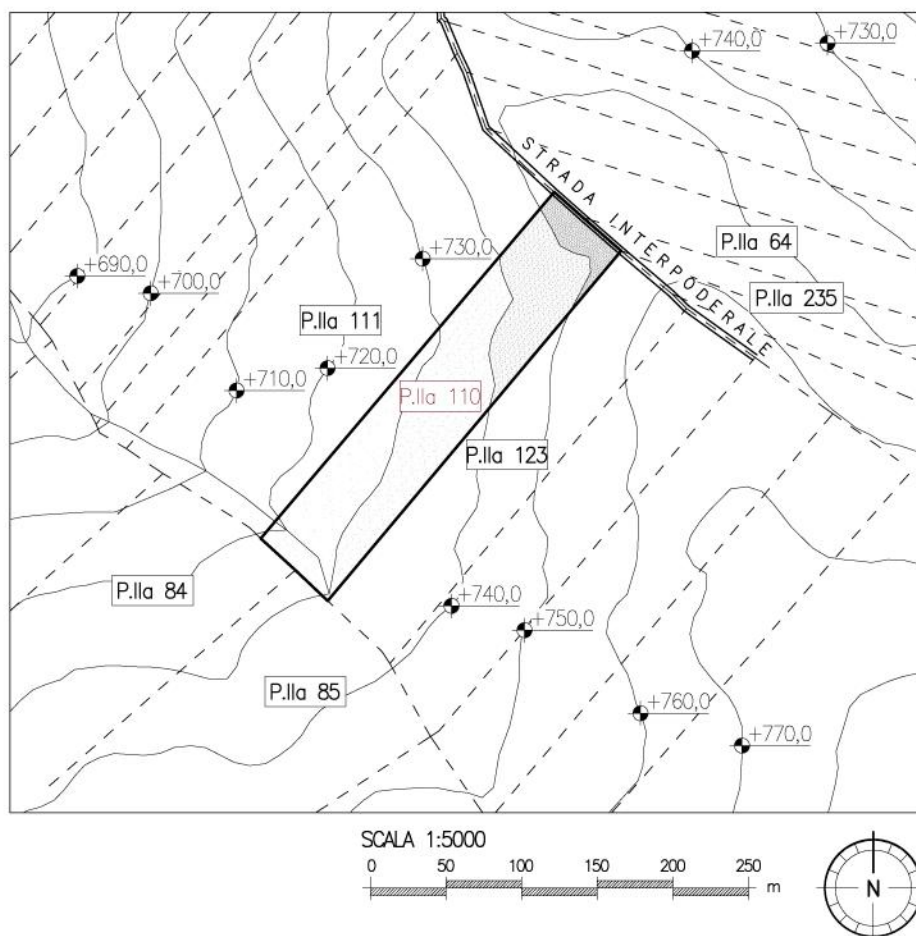 +740,0
+730,0
STRADA INTERPODERALE
P.lla 64
+730,0
+690,0
+700,0
P.lla 235
P.lla 111
+720,0
+710,0
P.lla 110
P.lla 123
P.lla 84
+740,0
+750,0
P.lla 85
+760,0
+770,0
SCALA 1:5000
0 50 100 150 200 250 m
N